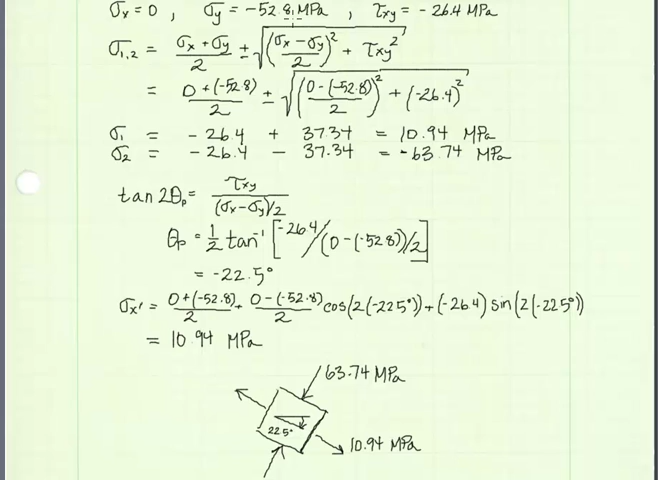 σx = 0 , σy = -52.8 MPa , τxy = -26.4 MPa
σ1,2 = (σx + σy)/2 ± √(((σx - σy)/2)² + τxy²)
= (0 + (-52.8))/2 ± √(((0 - (-52.8))/2)² + (-26.4)²)
σ1 = -26.4 + 37.34 = 10.94 MPa
σ2 = -26.4 - 37.34 = -63.74 MPa
tan 2θp = τxy/((σx - σy)/2)
θp = 1/2 tan⁻¹ [-26.4/(0 - (-52.8))/2]
= -22.5°
σx' = (0 + (-52.8))/2 + (0 - (-52.8))/2 cos(2(-22.5°)) + (-26.4) sin(2(-22.5°))
= 10.94 MPa
63.74 MPa
22.5°
10.94 MPa